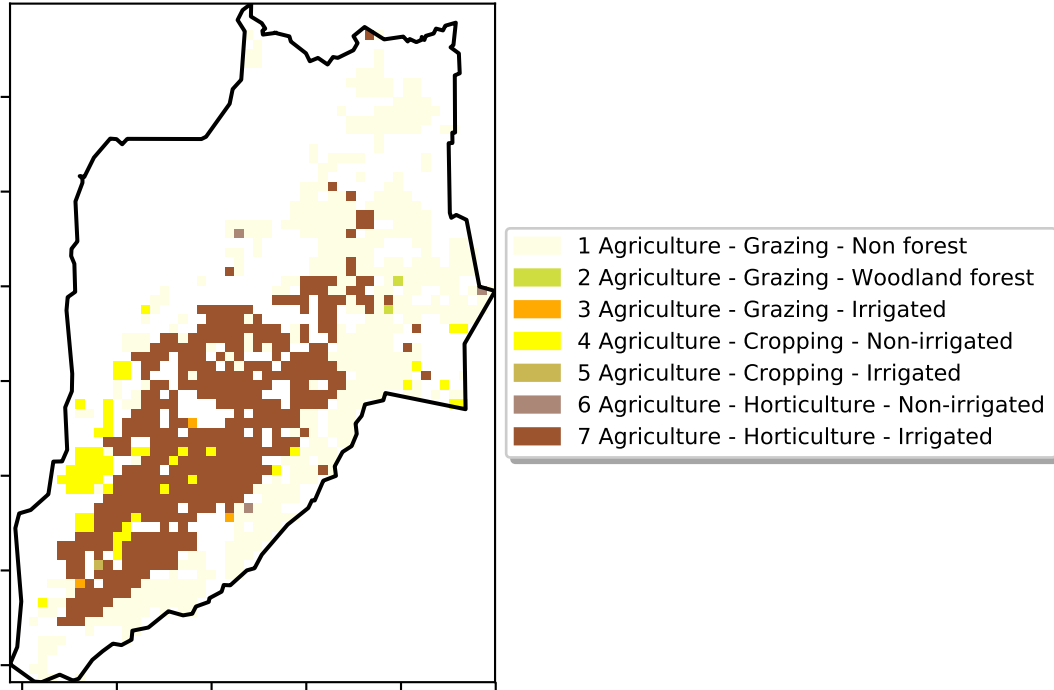 1 Agriculture - Grazing - Non forest
2 Agriculture - Grazing - Woodland forest
3 Agriculture - Grazing - Irrigated
4 Agriculture - Cropping - Non-irrigated
5 Agriculture - Cropping - Irrigated
6 Agriculture - Horticulture - Non-irrigated
7 Agriculture - Horticulture - Irrigated